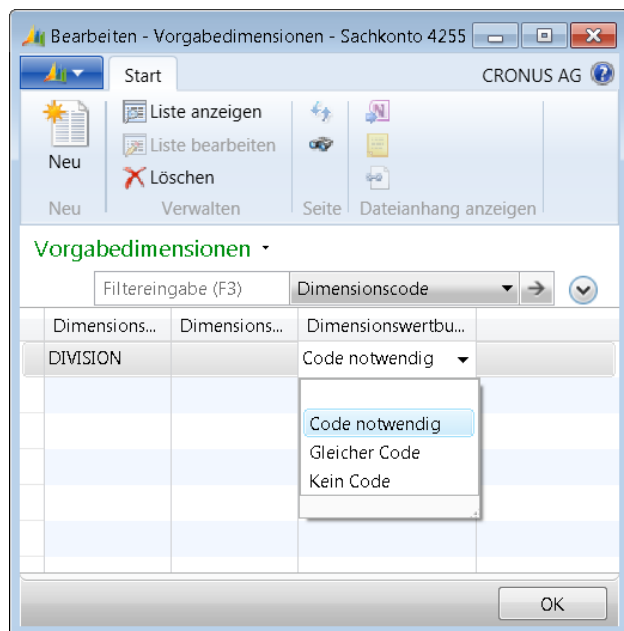 Bearbeiten - Vorgabedimensionen - Sachkonto 4255
Start
CRONUS AG
Neu
Liste anzeigen
Liste bearbeiten
Löschen
Neu
Verwalten
Seite
Dateianhang anzeigen
Vorgabedimensionen
Filtereingabe (F3)
Dimensionscode
Dimensions... Dimensions... Dimensionswertbu...
DIVISION Code notwendig
Code notwendig
Gleicher Code
Kein Code
OK